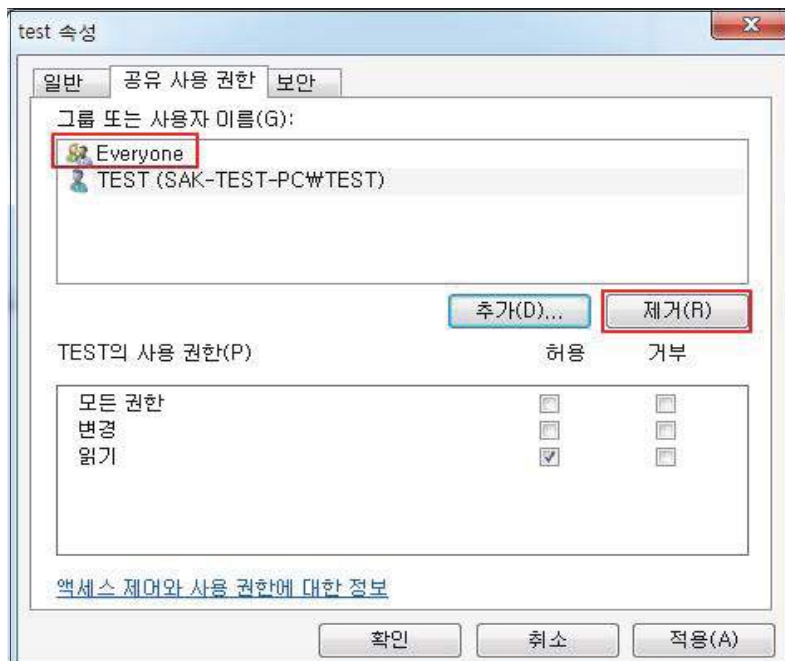 test 속성
일반 공유 사용 권한 보안
그룹 또는 사용자 이름(G):
Everyone
TEST (SAK-TEST-PC₩TEST)
추가(D)... 제거(R)
TEST의 사용 권한(P) 허용 거부
모든 권한
변경
읽기
액세스 제어와 사용 권한에 대한 정보
확인 취소 적용(A)